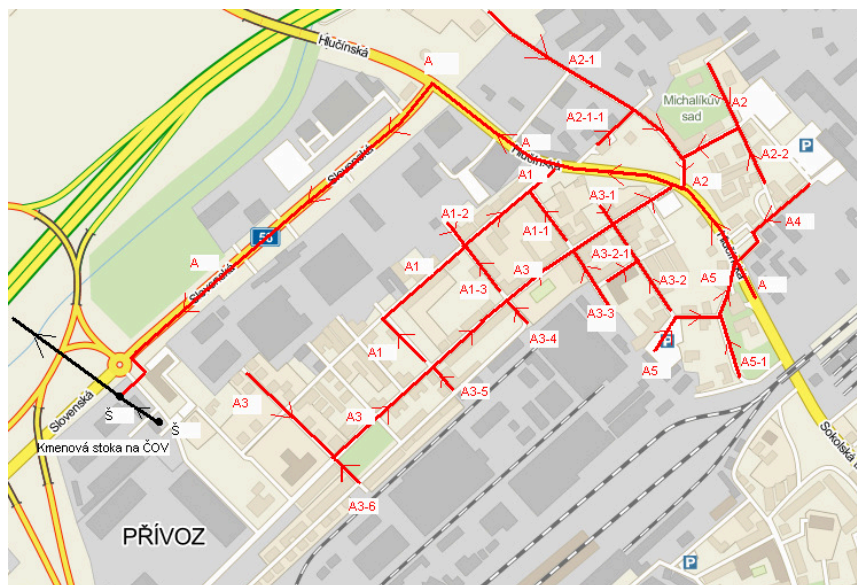 Hlučínská
A
A2-1
Michalíkův
sad
A2
A2-1-1
A
Hlučínská
P
A2-2
Slovenská
A1
A3-1
A2
A1-2
A1-1
A4
56
A
A1
A3-2-1
Hlučínská
A3
A3-2
A5
A
Slovenská
A1-3
A3-3
A3-4
A1
P
A5
A5-1
A3
A3-5
Slovenská
Š
Š
A3
Kmenová stoka na ČOV
Sokolská
A3-6
PŘÍVOZ
P